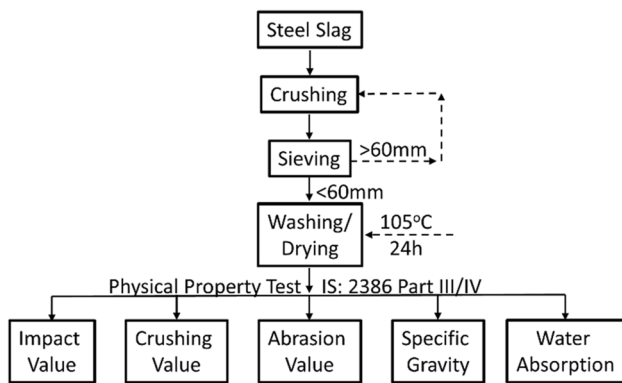 Steel Slag
Crushing
Sieving
>60mm
<60mm
Washing/
Drying
105°C
24h
Physical Property Test IS: 2386 Part III/IV
Impact
Value
Crushing
Value
Abrasion
Value
Specific
Gravity
Water
Absorption